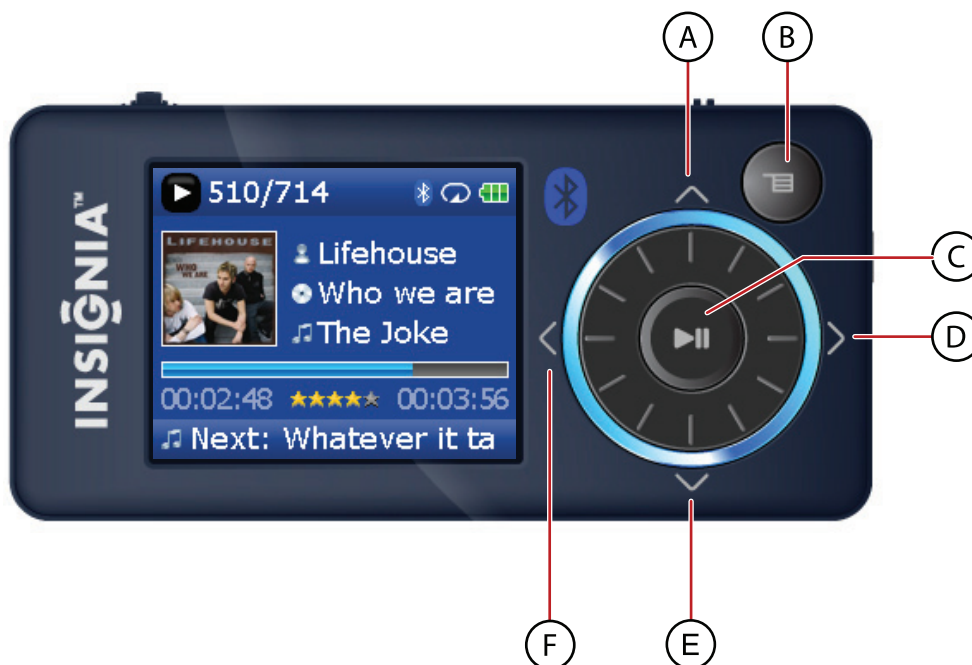 A
B
INSIGNIA™
510/714
LIFEHOUSE
WHO
WE ARE
Lifehouse
Who we are
The Joke
00:02:48
00:03:56
Next: Whatever it ta
C
D
F
E